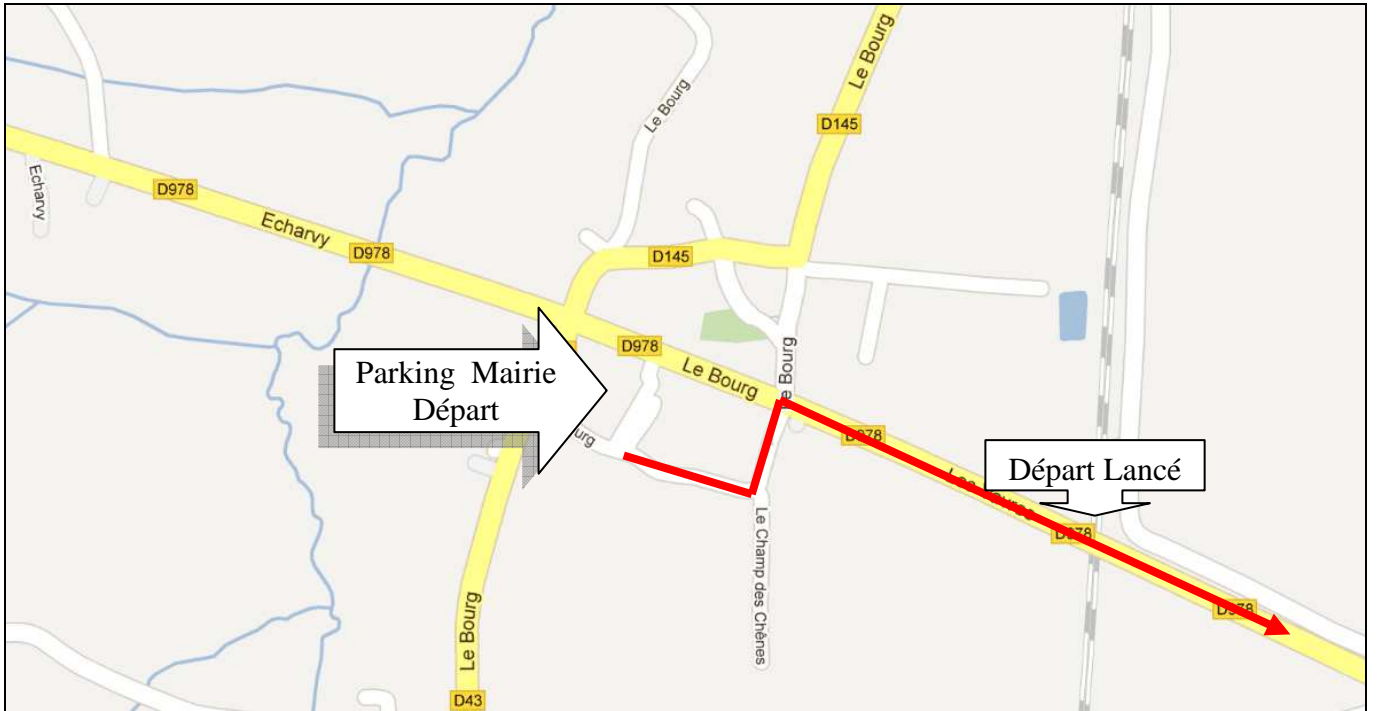 Le Bourg
Le Bourg
D145
Echarvy
D978
Echarvy
D978
D145
D978
Le Bourg
Parking Mairie
Départ
Le Bourg
D978
Départ Lancé
D978
Le Champ des Chênes
D978
Le Bourg
D43